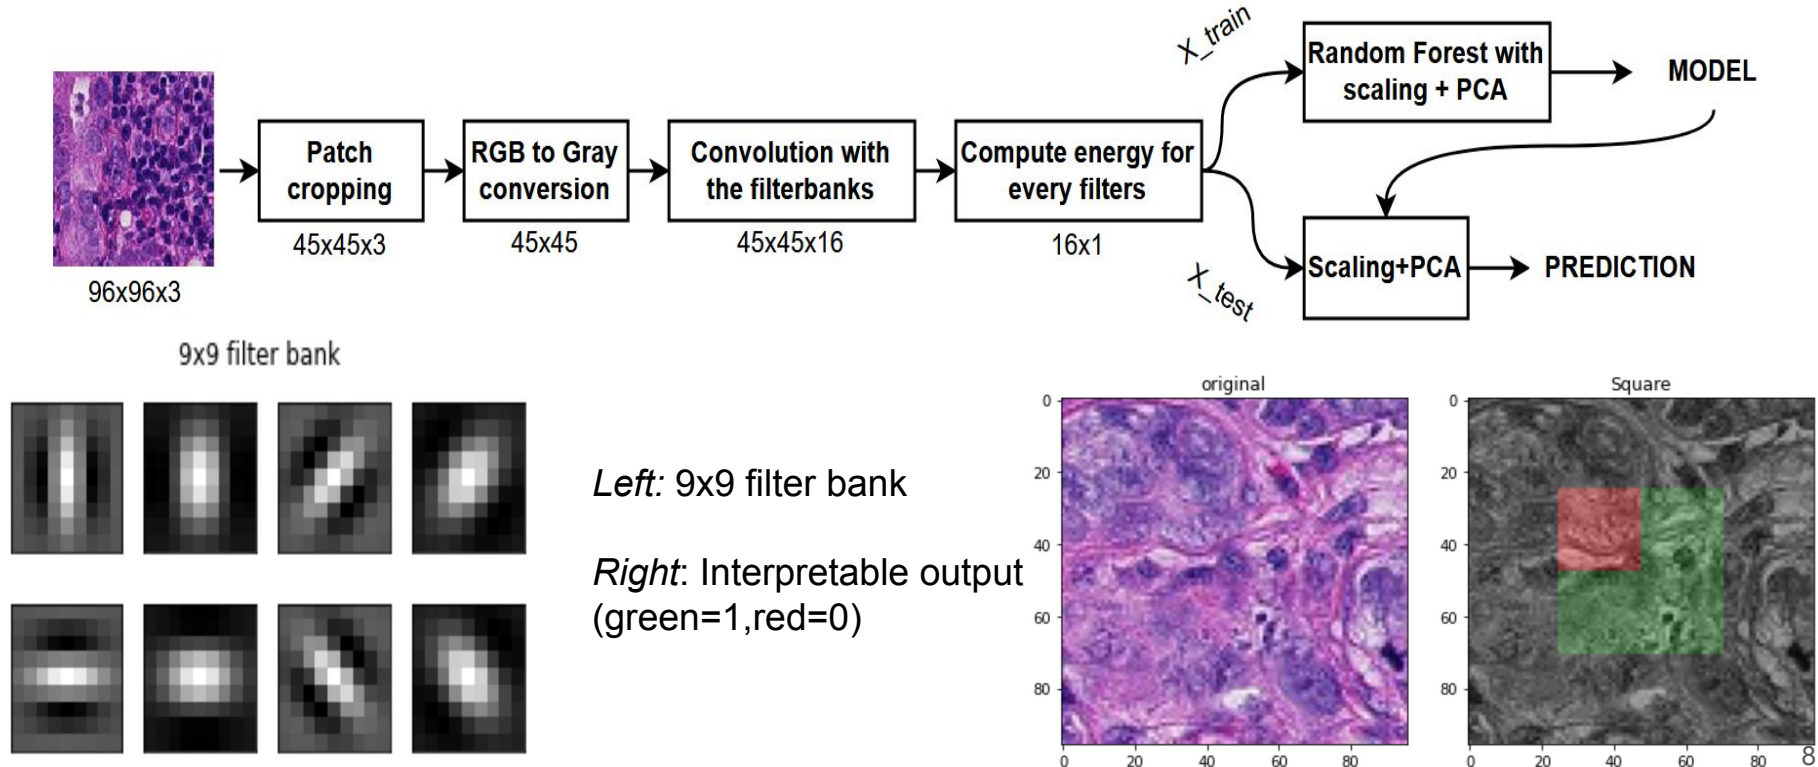 X_train
Random Forest with
scaling + PCA
MODEL
Patch
cropping
RGB to Gray
conversion
Convolution with
the filterbanks
Compute energy for
every filters
96x96x3
45x45x3
45x45
45x45x16
16x1
X_test
Scaling+PCA
PREDICTION
9x9 filter bank
Left: 9x9 filter bank
Right: Interpretable output
(green=1,red=0)
original
0
20
40
60
80
0 20 40 60 80
Square
0
20
40
60
80
0 20 40 60 80
8